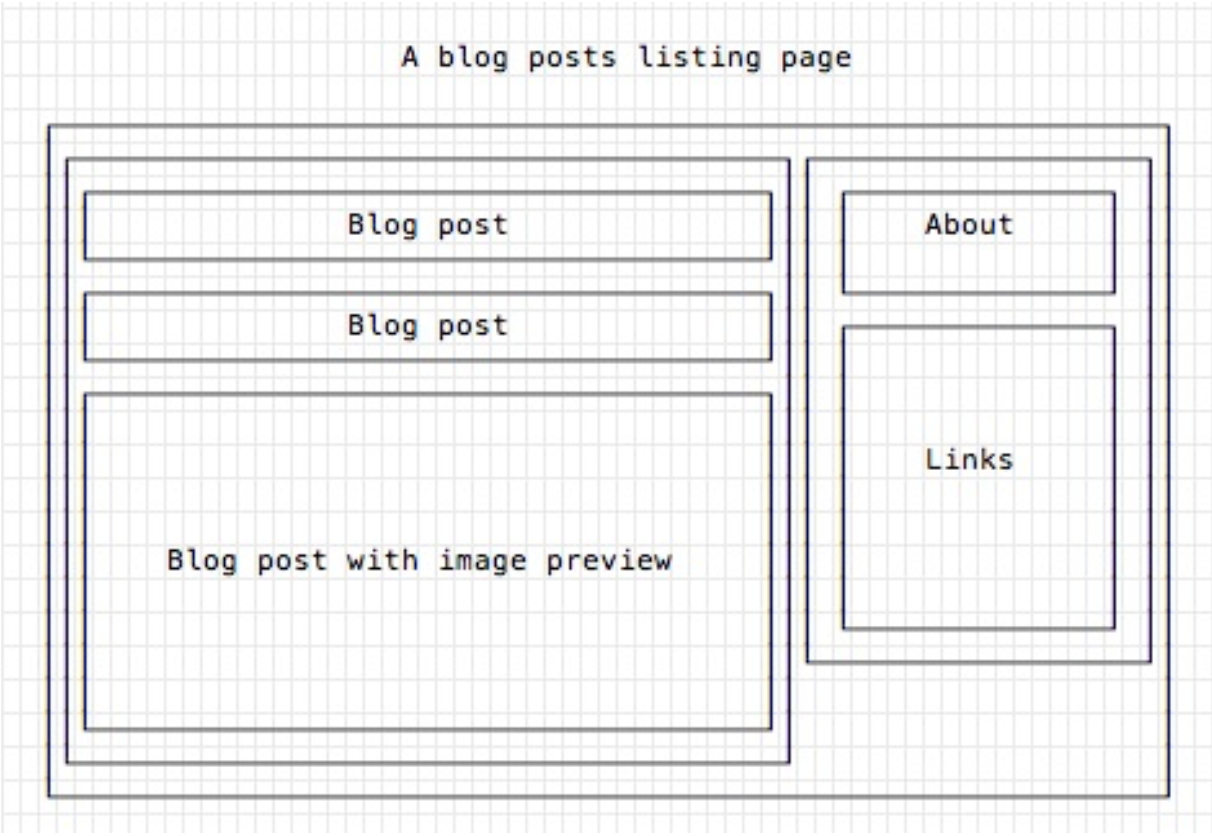 A blog posts listing page
Blog post
Blog post
Blog post with image preview
About
Links